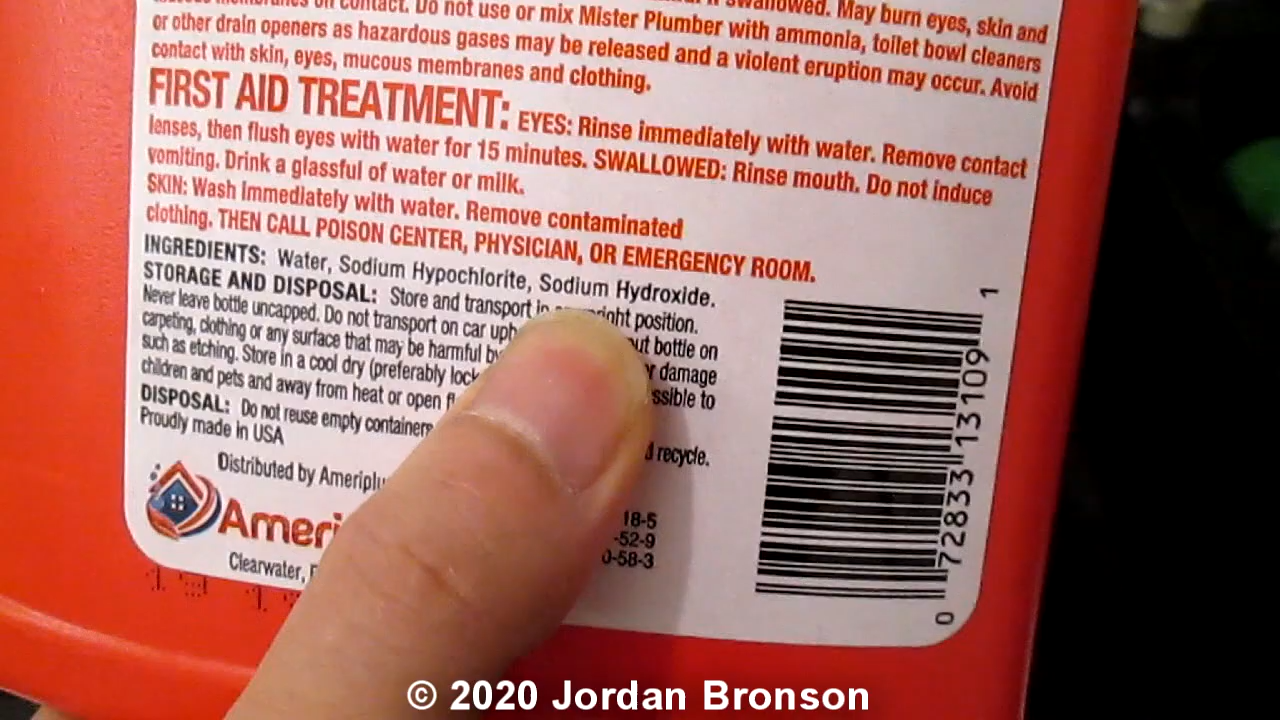 on contact. Do not use or mix Mister Plumber with ammonia, toilet bowl cleaners
swallowed. May burn eyes, skin and
or other drain openers as hazardous gases may be released and a violent eruption may occur. Avoid
contact with skin, eyes, mucous membranes and clothing.
FIRST AID TREATMENT: EYES: Rinse immediately with water. Remove contact
lenses, then flush eyes with water for 15 minutes. SWALLOWED: Rinse mouth. Do not induce
vomiting. Drink a glassful of water or milk.
SKIN: Wash Immediately with water. Remove contaminated
clothing. THEN CALL POISON CENTER, PHYSICIAN, OR EMERGENCY ROOM.
INGREDIENTS: Water, Sodium Hypochlorite, Sodium Hydroxide.
STORAGE AND DISPOSAL: Store and transport in right position.
Never leave bottle uncapped. Do not transport on car uph ut bottle on
carpeting, clothing or any surface that may be harmful by r damage
such as etching. Store in a cool dry (preferably lock ssible to
children and pets and away from heat or open fl
DISPOSAL: Do not reuse empty containers d recycle.
Proudly made in USA
Distributed by Ameriplu
Ameri
Clearwater, F
18-5
-52-9
0-58-3
0 72833 13109 1
© 2020 Jordan Bronson